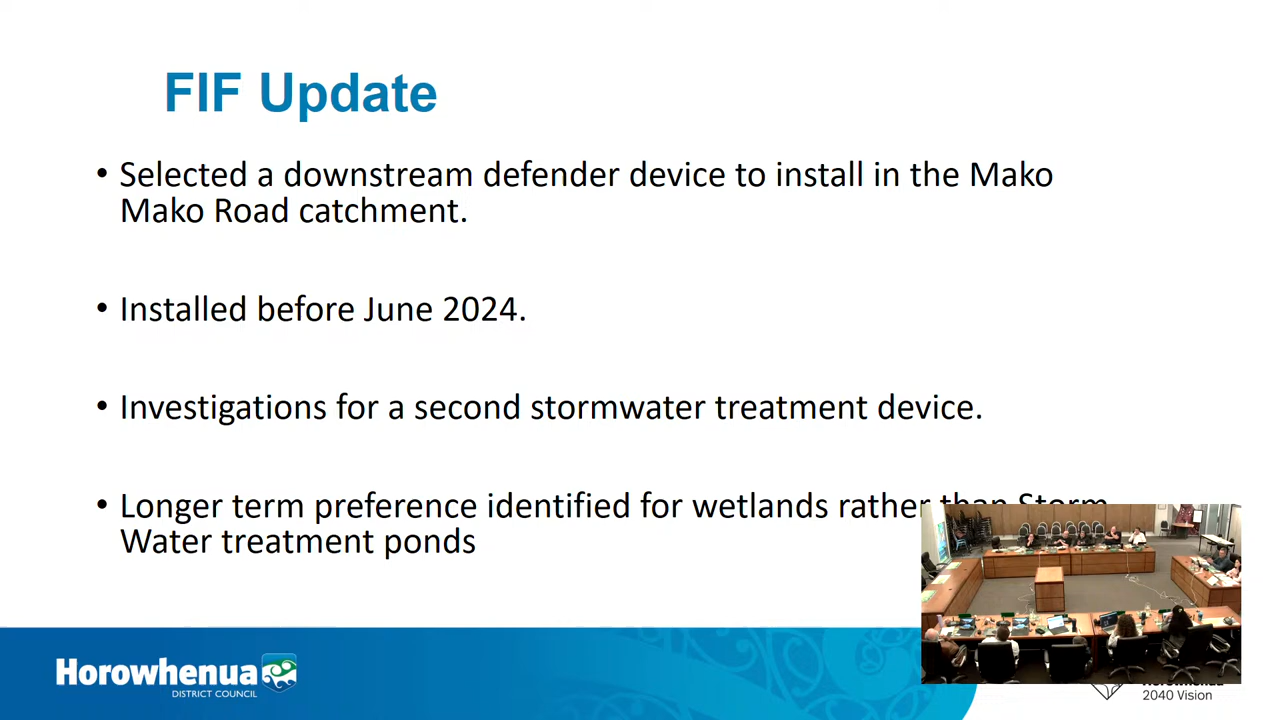 FIF Update
• Selected a downstream defender device to install in the Mako
Mako Road catchment.
• Installed before June 2024.
• Investigations for a second stormwater treatment device.
• Longer term preference identified for wetlands rather than Storm
Water treatment ponds
Horowhenua
DISTRICT COUNCIL
Horowhenua
2040 Vision